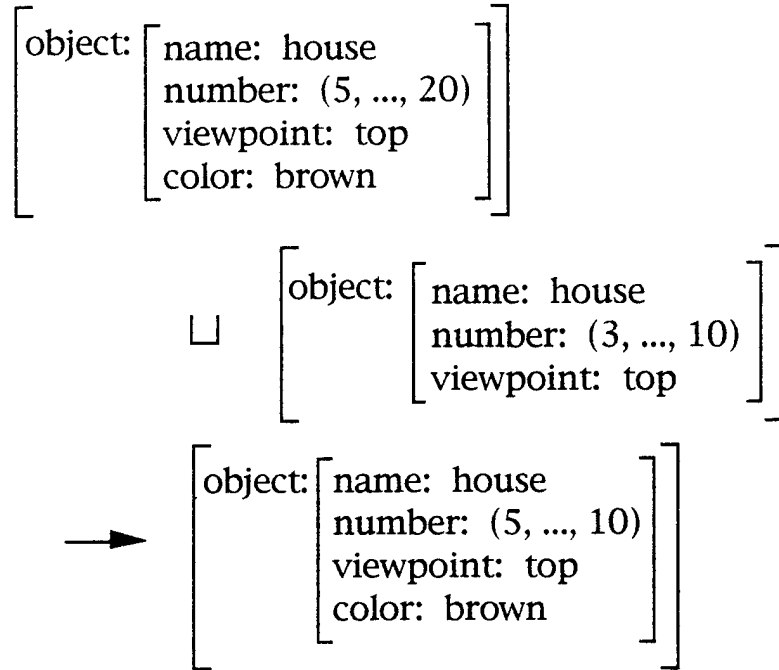 object: name: house
number: (5, ..., 20)
viewpoint: top
color: brown
⊔ object: name: house
number: (3, ..., 10)
viewpoint: top
→ object: name: house
number: (5, ..., 10)
viewpoint: top
color: brown